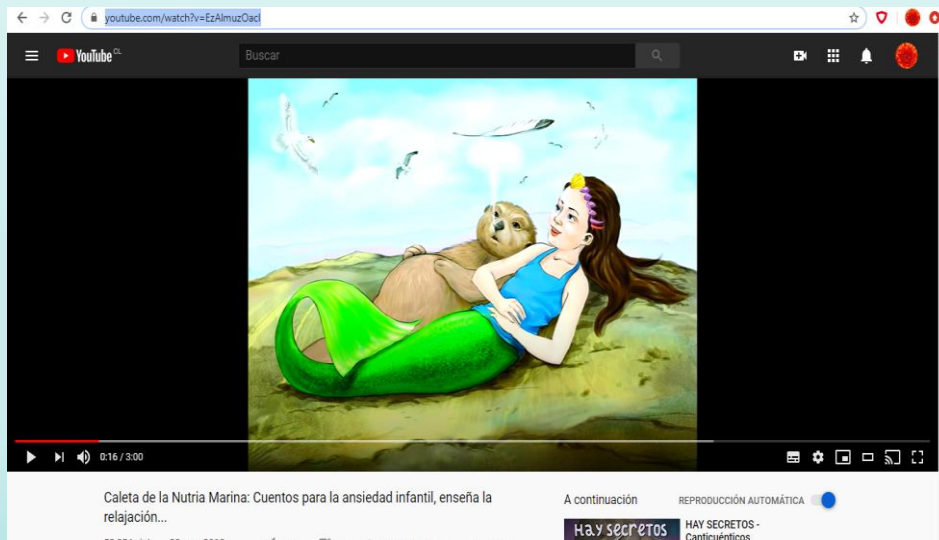 youtube.com/watch?v=EzAlmuzOacI
YouTube CL
Buscar
0:16 / 3:00
Caleta de la Nutria Marina: Cuentos para la ansiedad infantil, enseña la
relajación...
A continuación
REPRODUCCIÓN AUTOMÁTICA
HAY SECRETOS
HAY SECRETOS -
Canticuénticos